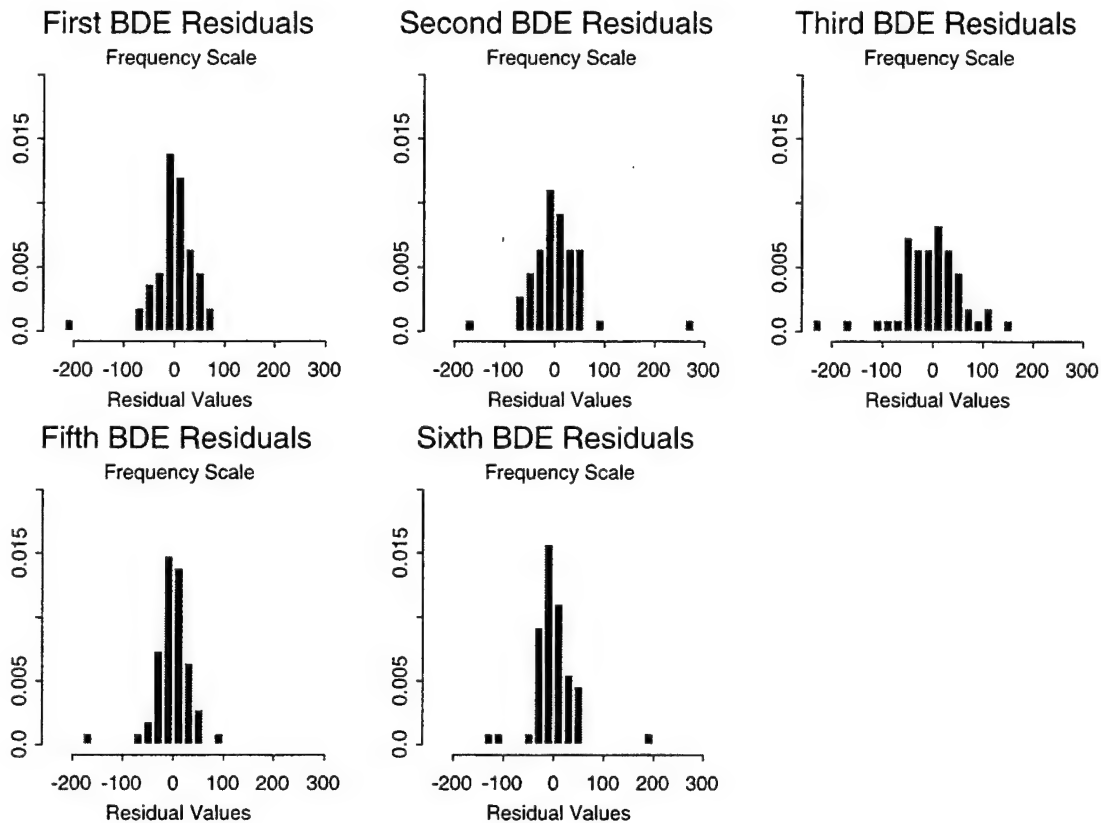 First BDE Residuals
Frequency Scale
0.015
0.005
0.0
-200 -100 0 100 200 300
Residual Values
Second BDE Residuals
Frequency Scale
0.015
0.005
0.0
-200 -100 0 100 200 300
Residual Values
Third BDE Residuals
Frequency Scale
0.015
0.005
0.0
-200 -100 0 100 200 300
Residual Values
Fifth BDE Residuals
Frequency Scale
0.015
0.005
0.0
-200 -100 0 100 200 300
Residual Values
Sixth BDE Residuals
Frequency Scale
0.015
0.005
0.0
-200 -100 0 100 200 300
Residual Values